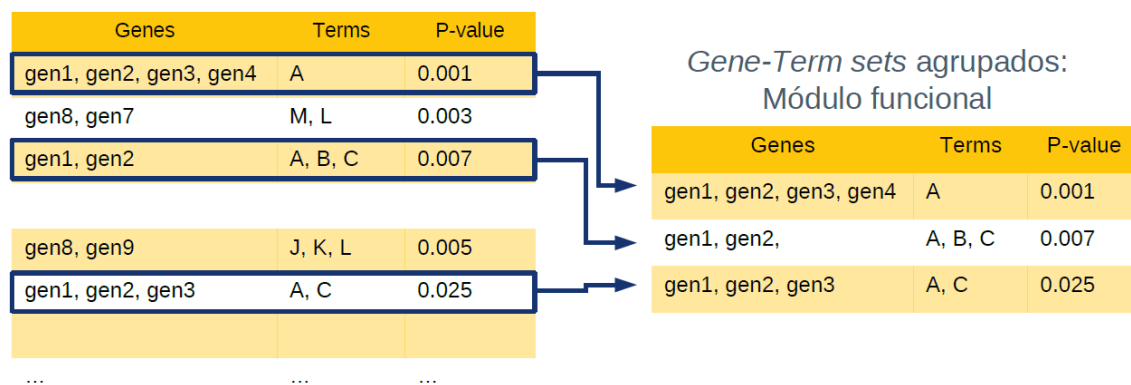 Genes Terms P-value
gen1, gen2, gen3, gen4 A 0.001
gen8, gen7 M, L 0.003
gen1, gen2 A, B, C 0.007
gen8, gen9 J, K, L 0.005
gen1, gen2, gen3 A, C 0.025
... ... ...
Gene-Term sets agrupados:
Módulo funcional
Genes Terms P-value
gen1, gen2, gen3, gen4 A 0.001
gen1, gen2, A, B, C 0.007
gen1, gen2, gen3 A, C 0.025